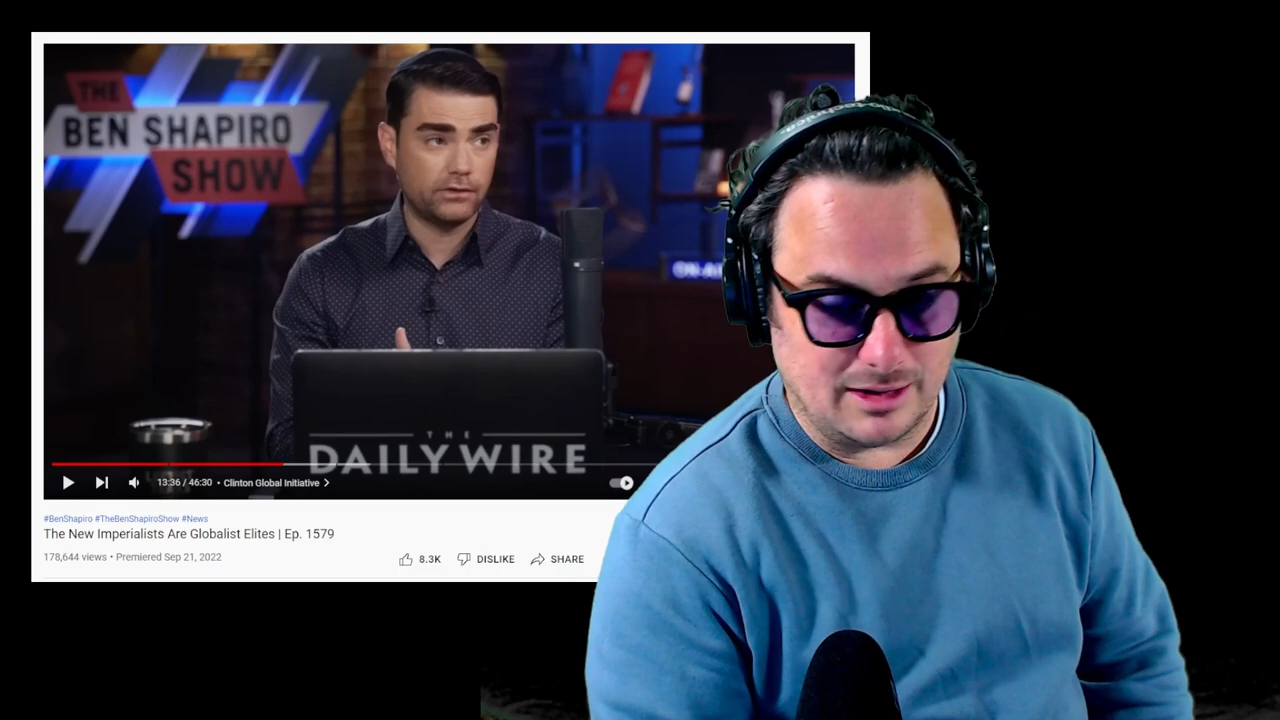 THE
BEN SHAPIRO
SHOW
THE
DAILY WIRE
13:36 / 46:30 • Clinton Global Initiative >
#BenShapiro #TheBenShapiroShow #News
The New Imperialists Are Globalist Elites | Ep. 1579
178,644 views • Premiered Sep 21, 2022
8.3K
DISLIKE
SHARE